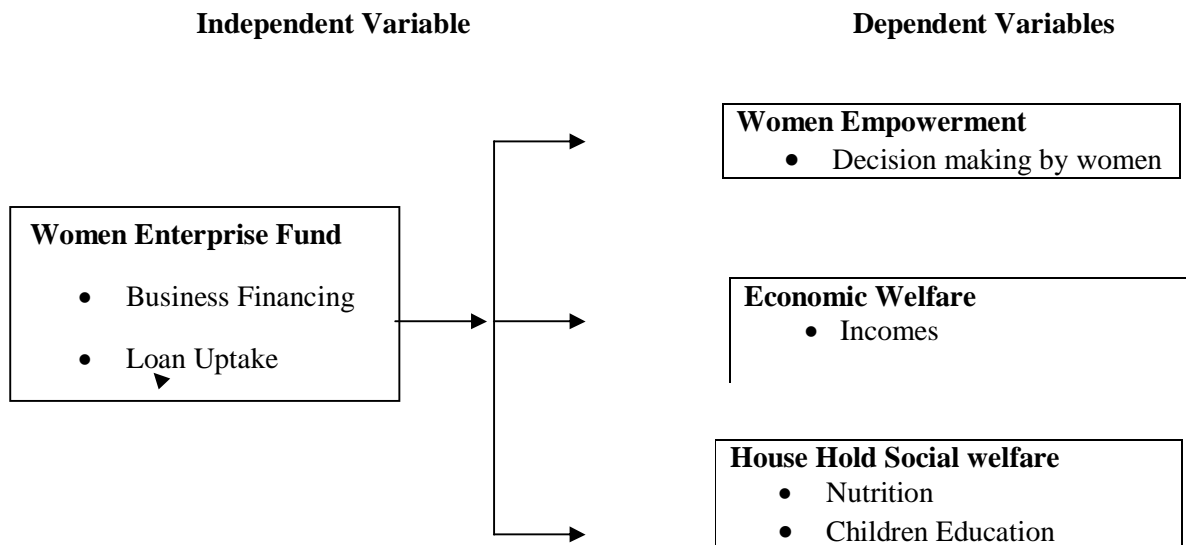 Independent Variable
Dependent Variables
Women Empowerment
• Decision making by women
Women Enterprise Fund
• Business Financing
• Loan Uptake
Economic Welfare
• Incomes
House Hold Social welfare
• Nutrition
• Children Education